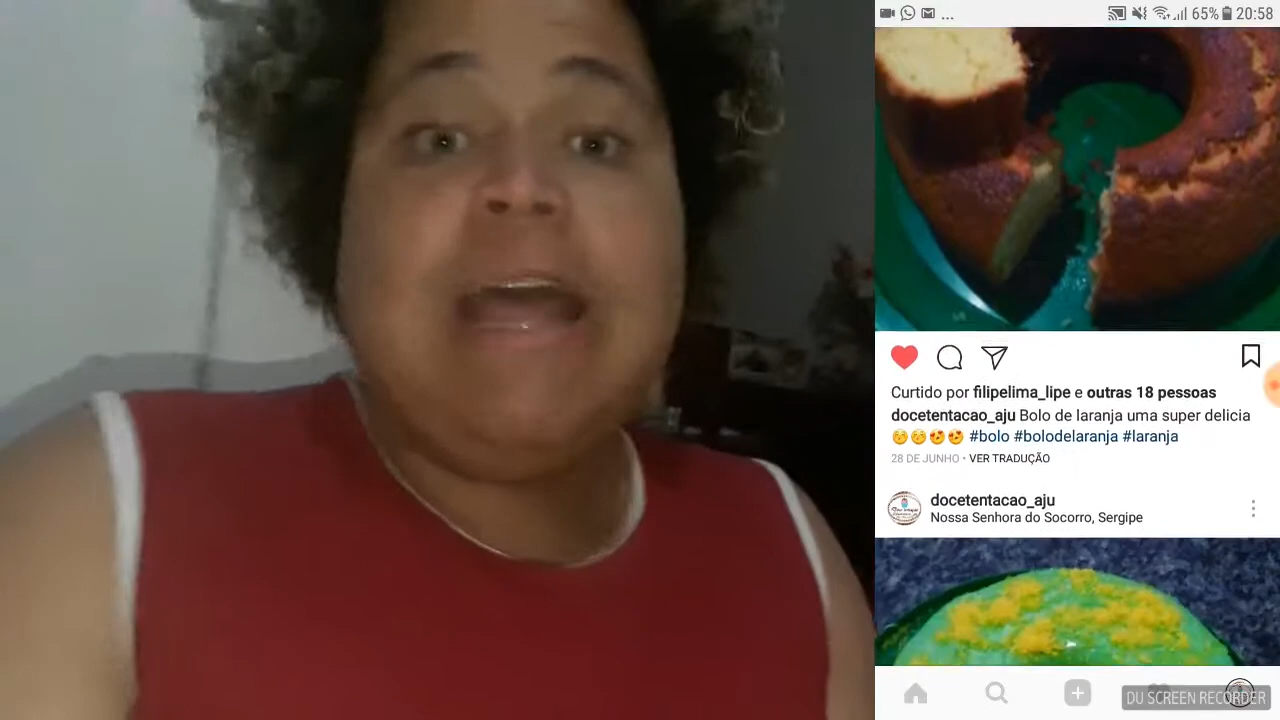 ... 65% 20:58
Curtido por filipelima_lipe e outras 18 pessoas
docetentacao_aju Bolo de laranja uma super delicia
😚😚😍😍 #bolo #bolodelaranja #laranja
28 DE JUNHO • VER TRADUÇÃO
docetentacao_aju
Nossa Senhora do Socorro, Sergipe
DU SCREEN RECORDER